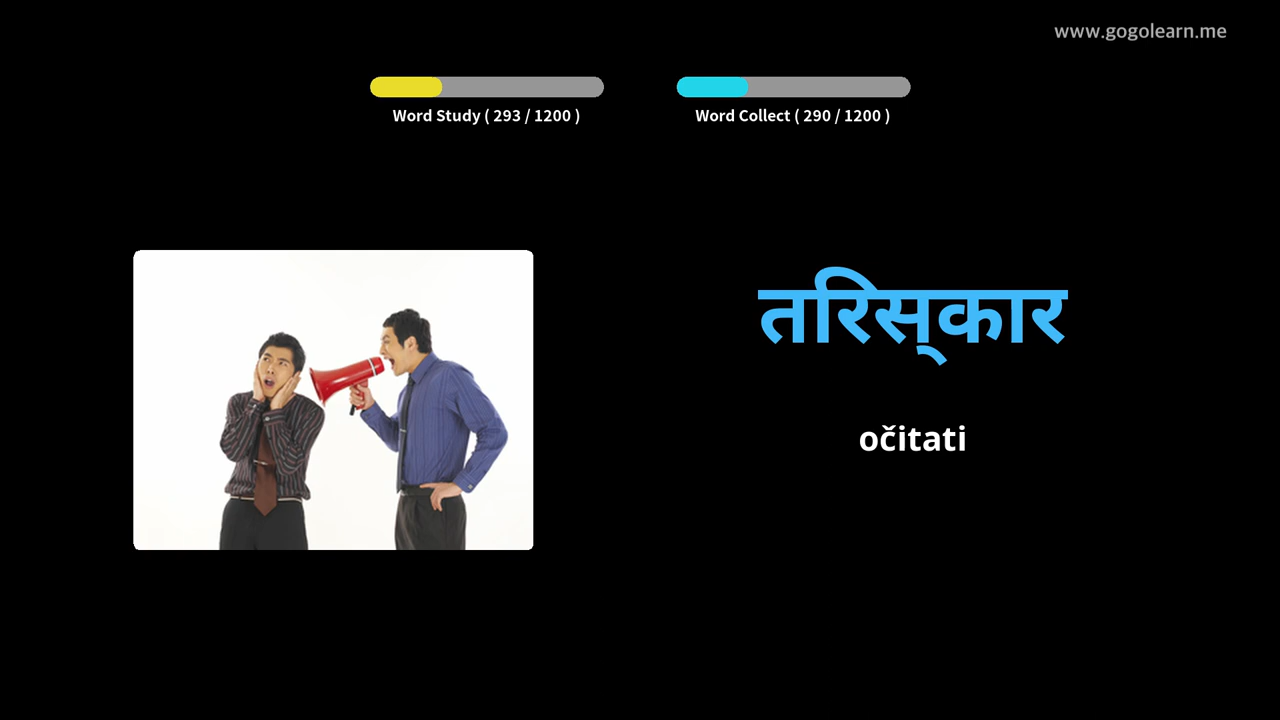 www.gogolearn.me
Word Study ( 293 / 1200 )
Word Collect ( 290 / 1200 )
तरिस्‌कार
očitati